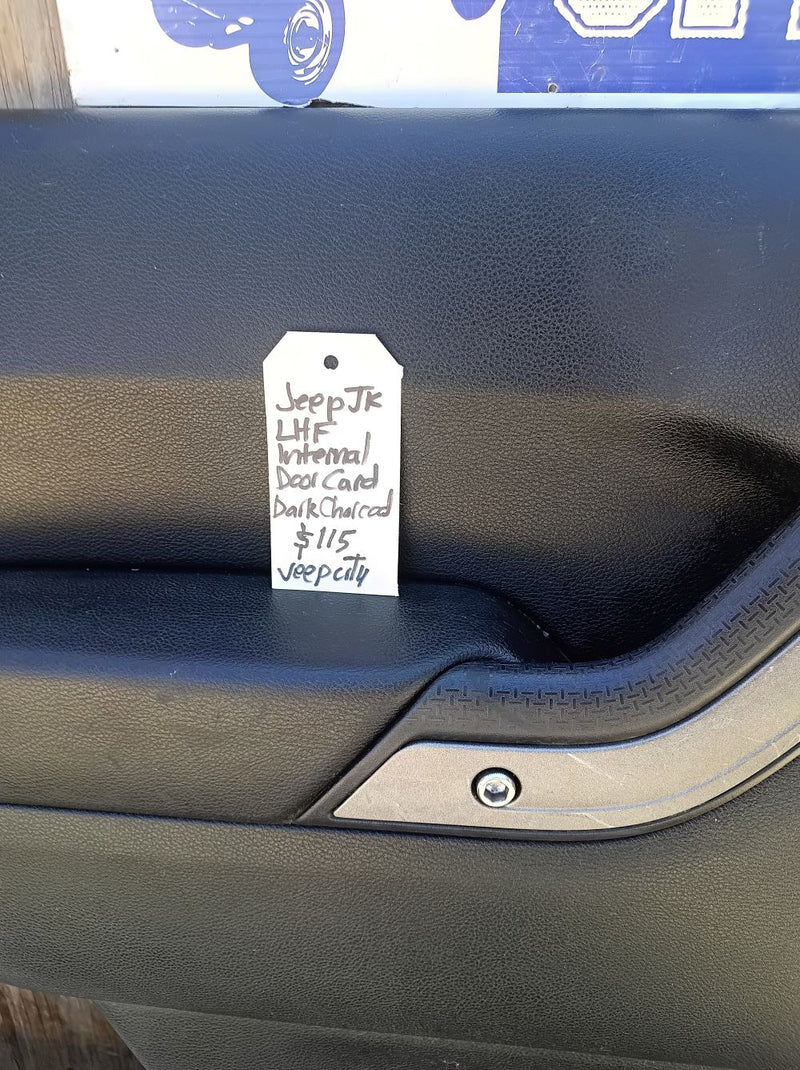 Jeep JK
LHF
Internal
Door Card
Dark Charcoal
$115
Jeep city